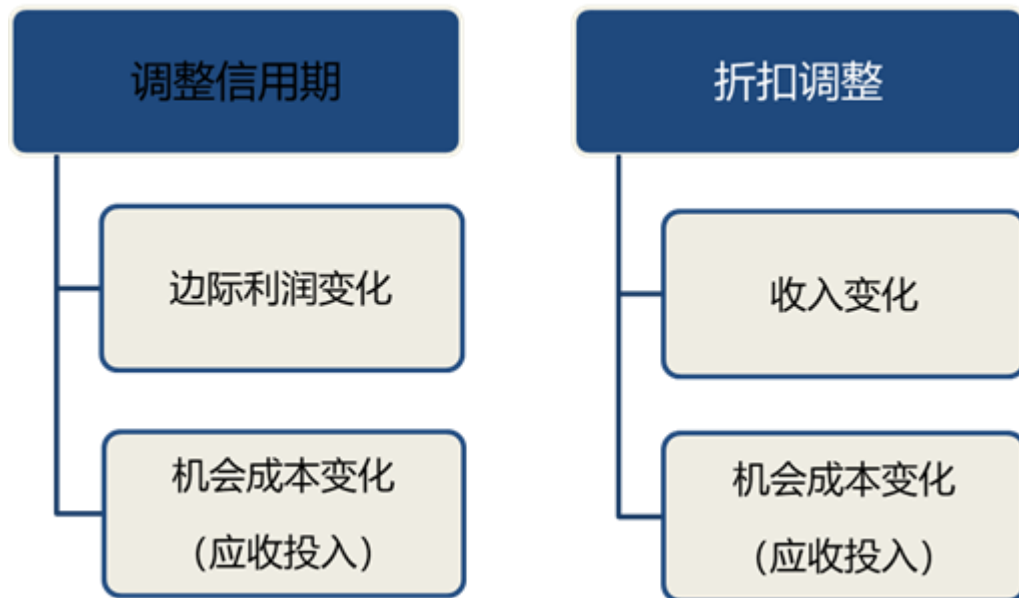 调整信用期
折扣调整
边际利润变化
收入变化
机会成本变化
（应收投入）
机会成本变化
（应收投入）